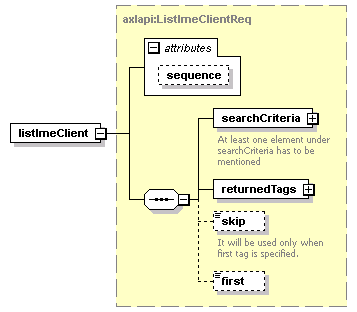 axlapi:ListImeClientReq
attributes
sequence
listImeClient
searchCriteria
At least one element under
searchCriteria has to be
mentioned
returnedTags
skip
It will be used only when
first tag is specified.
first